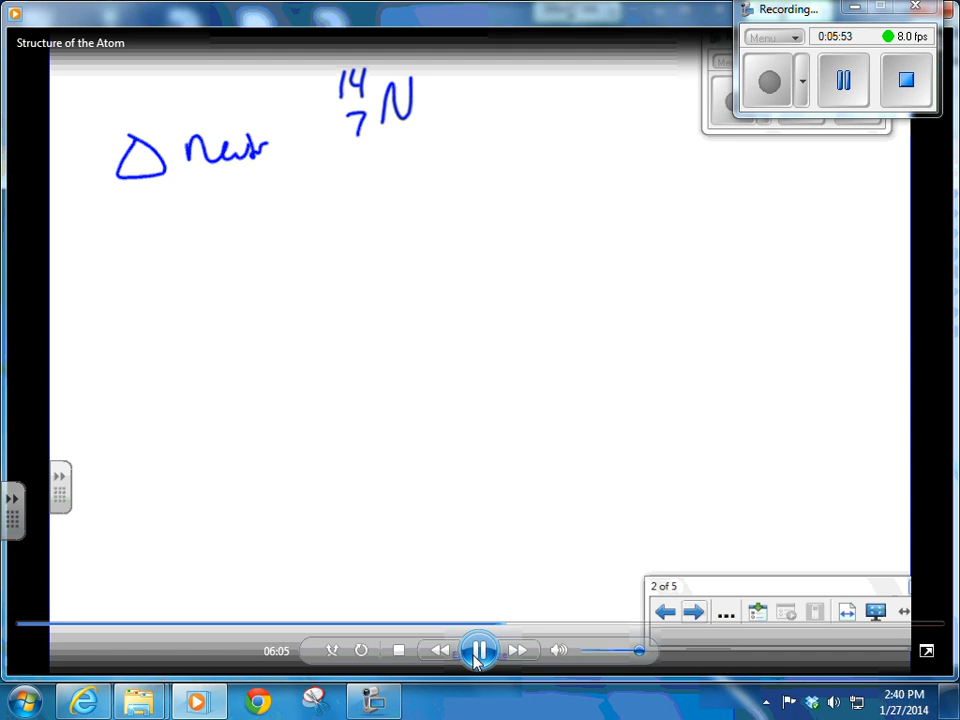 Recording...
Menu
0:05:53
8.0 fps
Structure of the Atom
14
7 N
Δ Neutr
2 of 5
06:05
2:40 PM
1/27/2014